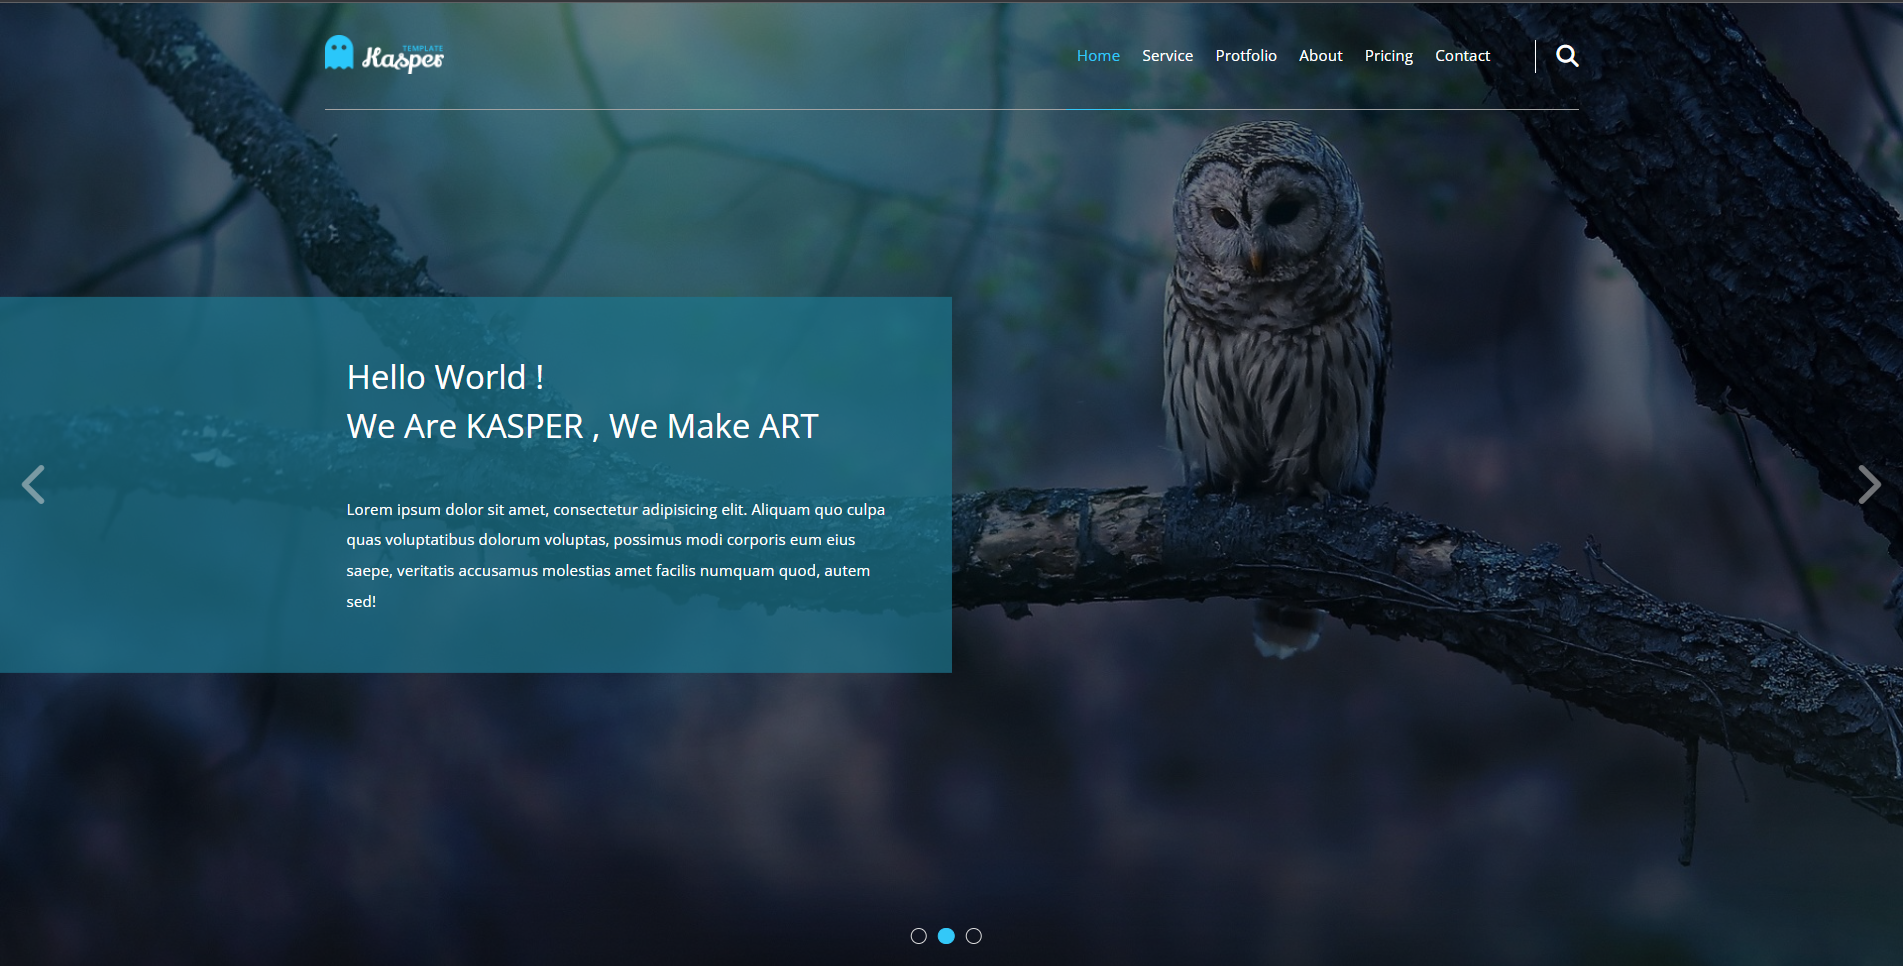 TEMPLATE
Kasper
Home Service Protfolio About Pricing Contact
Hello World !
We Are KASPER , We Make ART
Lorem ipsum dolor sit amet, consectetur adipisicing elit. Aliquam quo culpa
quas voluptatibus dolorum voluptas, possimus modi corporis eum eius
saepe, veritatis accusamus molestias amet facilis numquam quod, autem
sed!